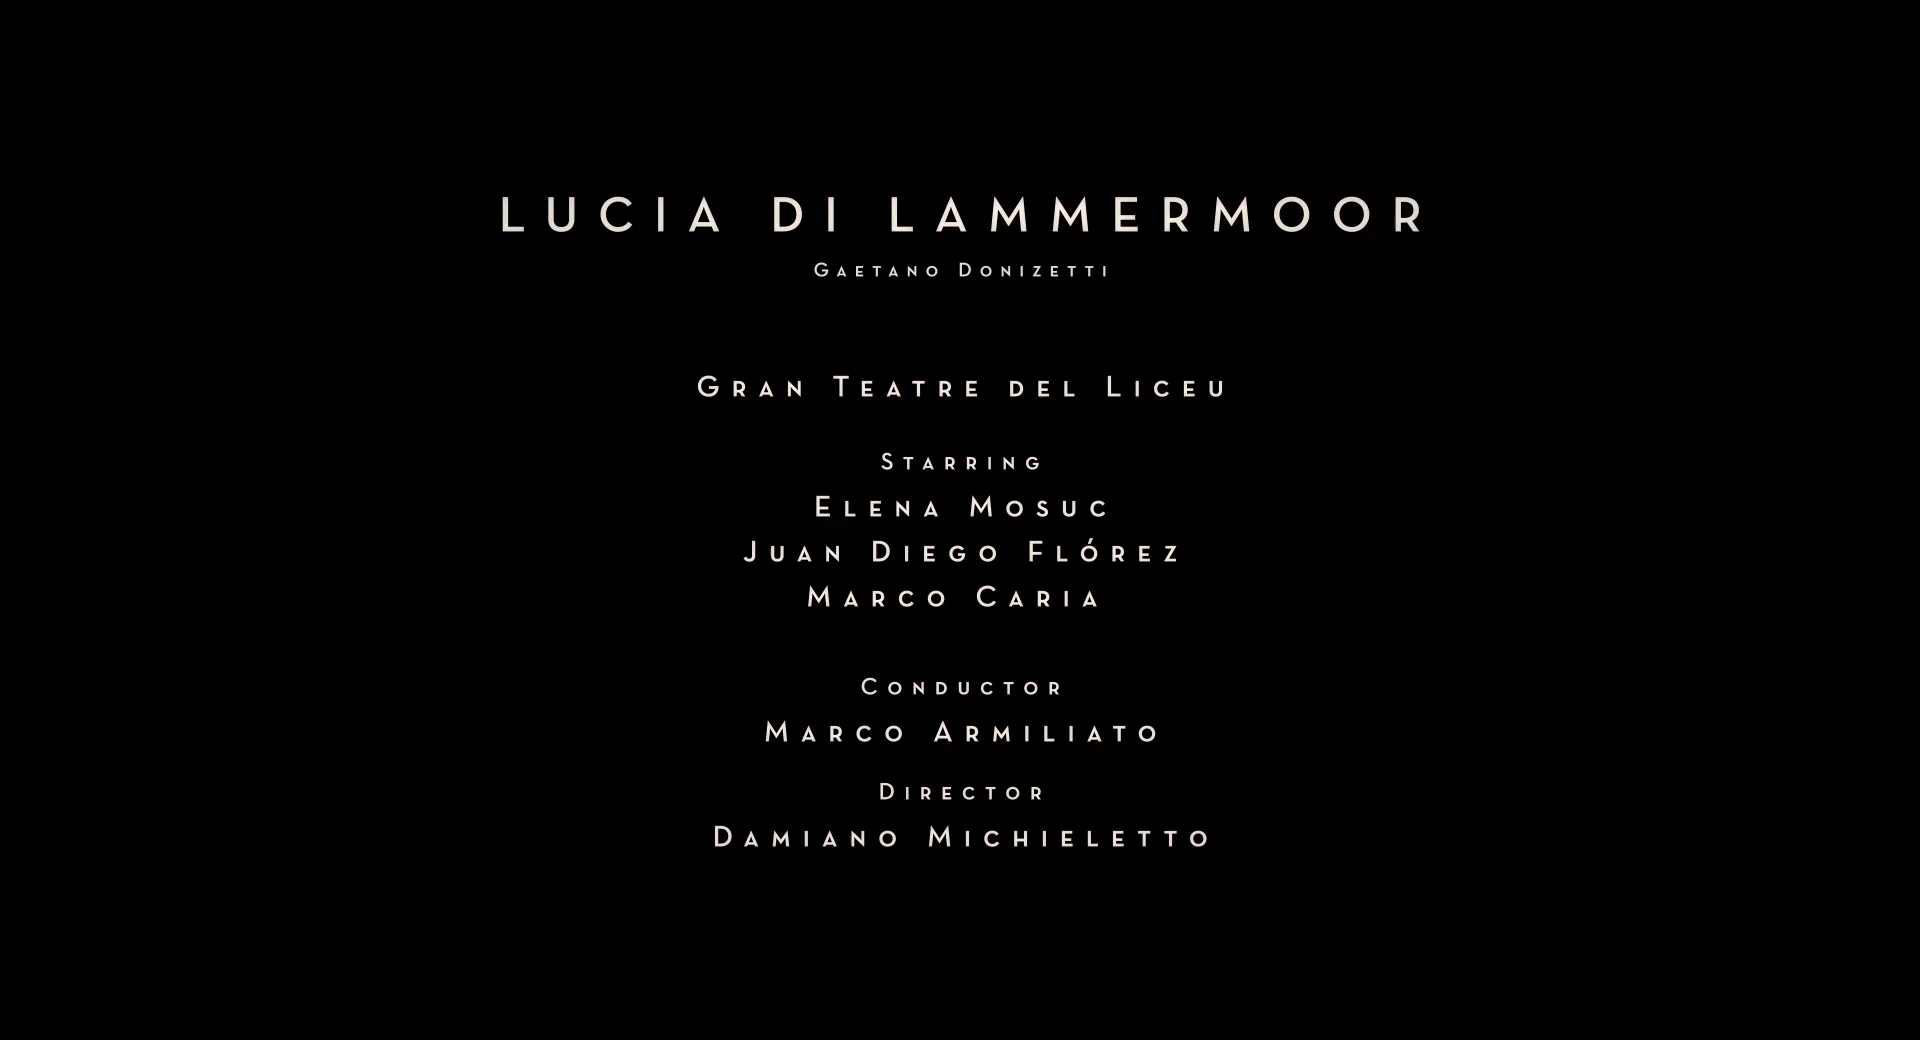 LUCIA DI LAMMERMOOR
Gaetano Donizetti
Gran Teatre del Liceu
Starring
Elena Mosuc
Juan Diego Flórez
Marco Caria
Conductor
Marco Armiliato
Director
Damiano Michieletto